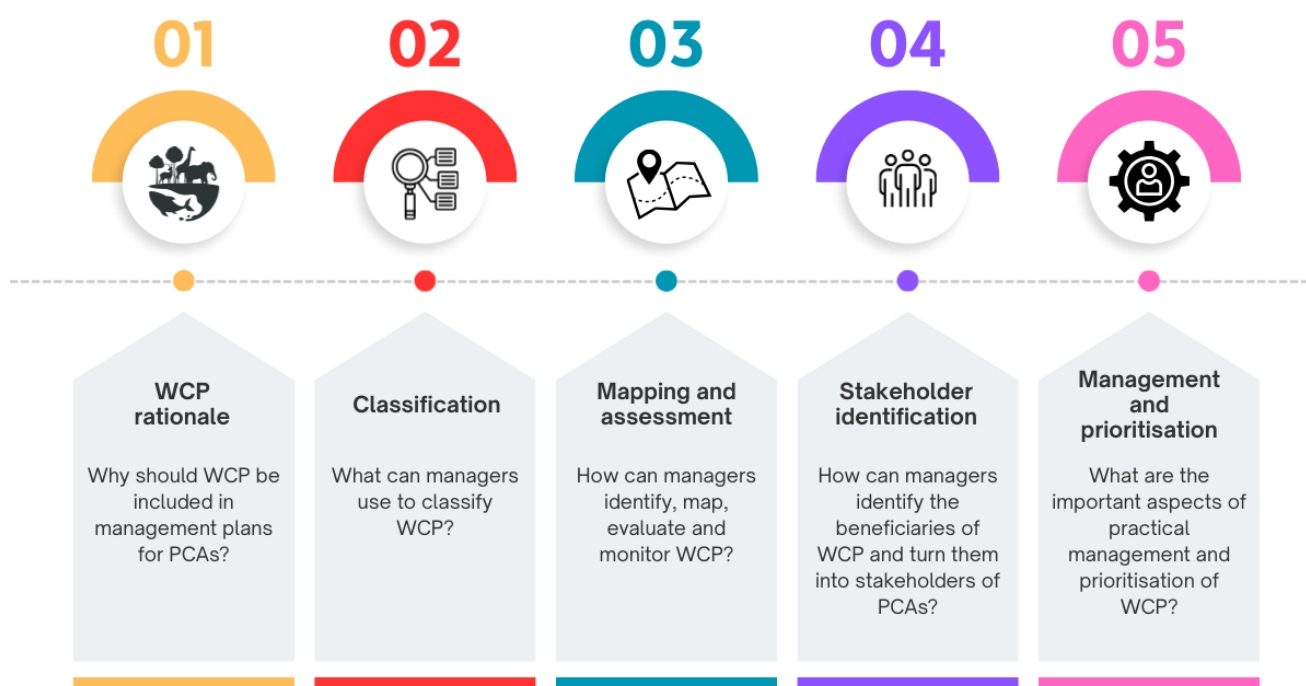 01
02
03
04
05
WCP
rationale
Why should WCP be
included in
management plans
for PCAs?
Classification
What can managers
use to classify
WCP?
Mapping and
assessment
How can managers
identify, map,
evaluate and
monitor WCP?
Stakeholder
identification
How can managers
identify the
beneficiaries of
WCP and turn them
into stakeholders of
PCAs?
Management
and
prioritisation
What are the
important aspects of
practical
management and
prioritisation of
WCP?